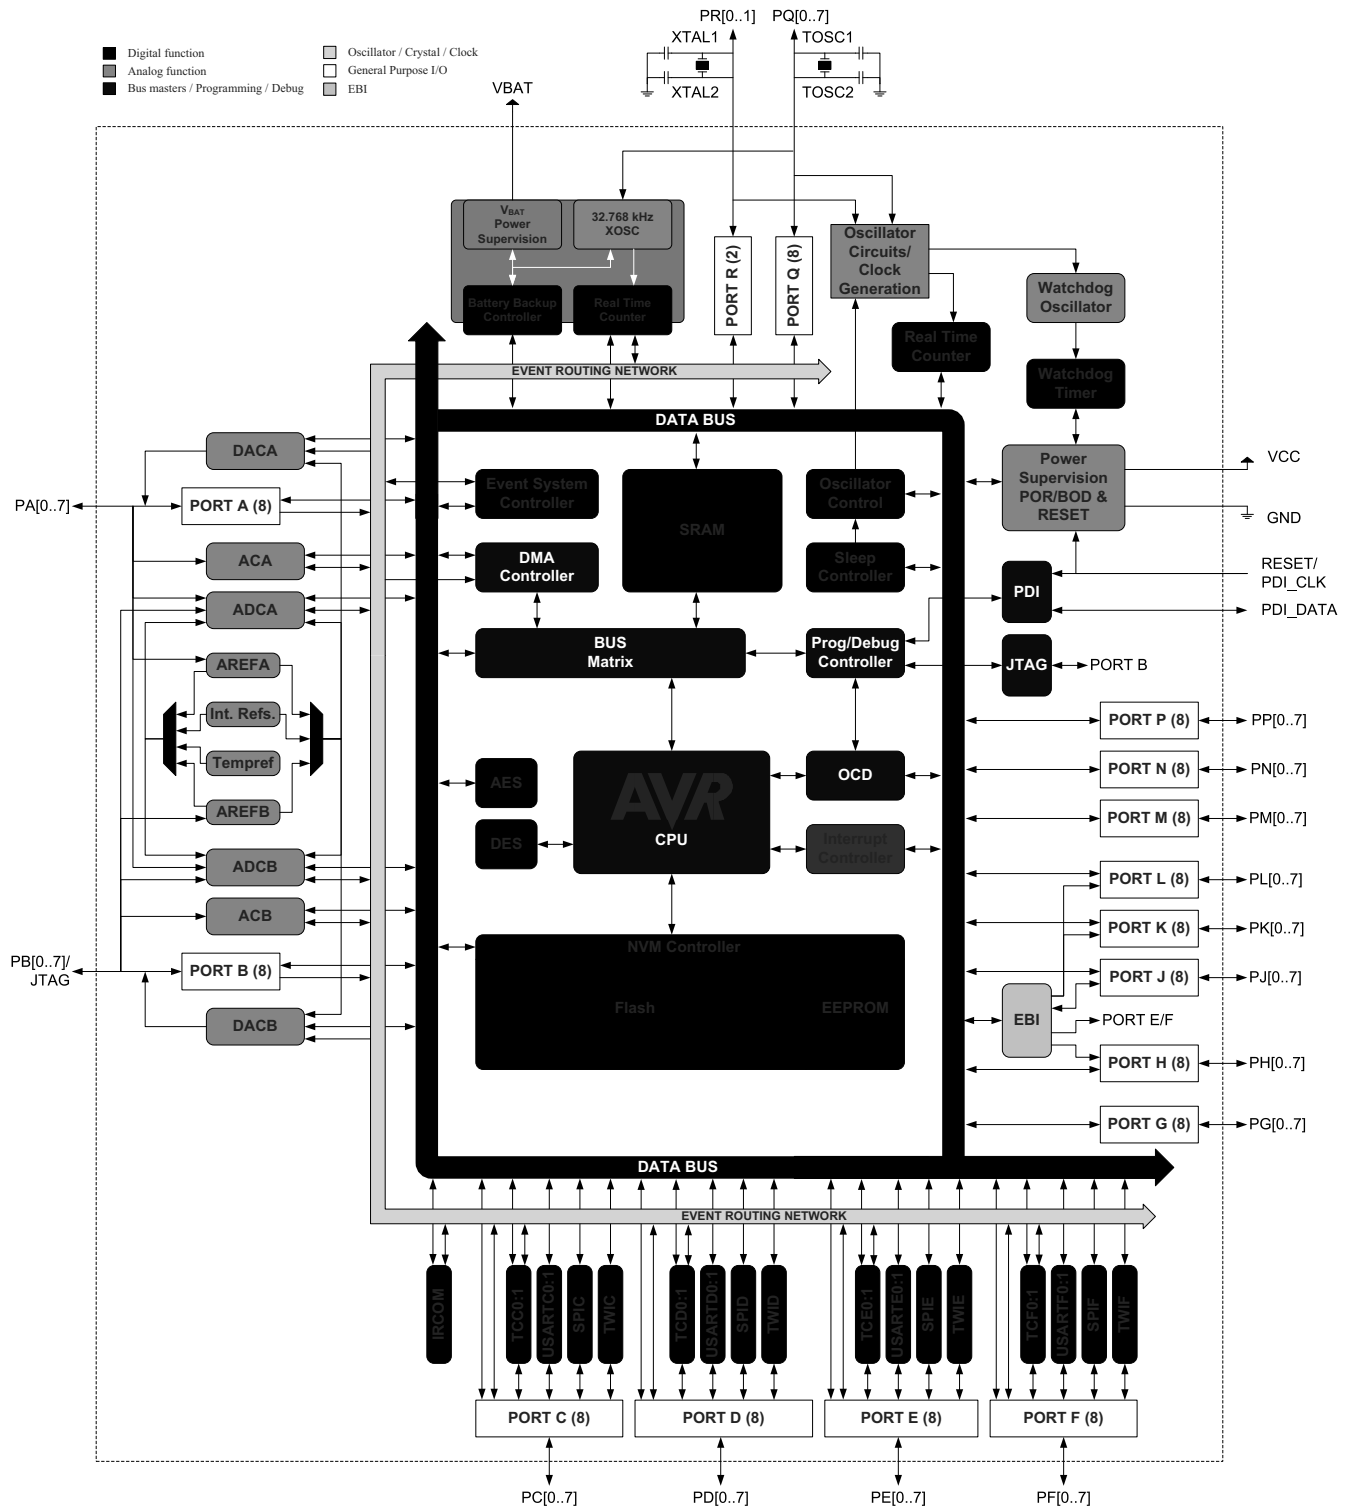 PR[0..1]
PQ[0..7]
XTAL1
TOSC1
XTAL2
TOSC2
Digital function
Analog function
Bus masters / Programming / Debug
Oscillator / Crystal / Clock
General Purpose I/O
EBI
VBAT
VBAT
Power
Supervision
32.768 kHz
XOSC
Battery Backup
Controller
Real Time
Counter
PORT R (2)
PORT Q (8)
Oscillator
Circuits/
Clock
Generation
Watchdog
Oscillator
Real Time
Counter
Watchdog
Timer
EVENT ROUTING NETWORK
DATA BUS
Power
Supervision
POR/BOD &
RESET
VCC
GND
RESET/
PDI_CLK
PDI_DATA
PDI
JTAG
PORT B
DACA
PA[0..7]
PORT A (8)
ACA
ADCA
AREFA
Int. Refs.
Tempref
AREFB
ADCB
ACB
PB[0..7]/
JTAG
PORT B (8)
DACB
Event System
Controller
SRAM
Oscillator
Control
DMA
Controller
Sleep
Controller
BUS
Matrix
Prog/Debug
Controller
AES
DES
AVR
CPU
OCD
Interrupt
Controller
NVM Controller
Flash
EEPROM
PORT P (8)
PP[0..7]
PORT N (8)
PN[0..7]
PORT M (8)
PM[0..7]
PORT L (8)
PL[0..7]
PORT K (8)
PK[0..7]
PORT J (8)
PJ[0..7]
EBI
PORT E/F
PORT H (8)
PH[0..7]
PORT G (8)
PG[0..7]
DATA BUS
EVENT ROUTING NETWORK
IRCOM
TCC0:1
USARTC0:1
SPIC
TWIC
TCD0:1
USARTD0:1
SPID
TWID
TCE0:1
USARTE0:1
SPIE
TWIE
TCF0:1
USARTF0:1
SPIF
TWIF
PORT C (8)
PORT D (8)
PORT E (8)
PORT F (8)
PC[0..7]
PD[0..7]
PE[0..7]
PF[0..7]